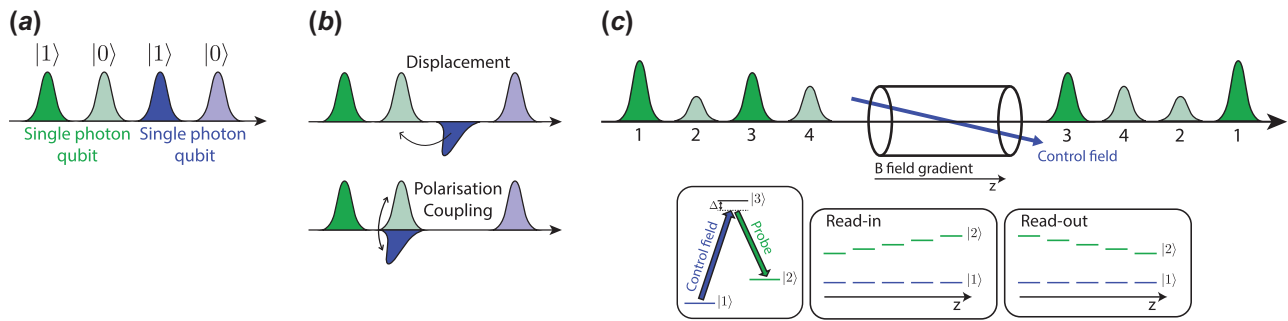 (a)
|1⟩ |0⟩ |1⟩ |0⟩
Single photon
qubit
Single photon
qubit
(b)
Displacement
Polarisation
Coupling
(c)
1 2 3 4
3 4 2 1
Control field
B field gradient
z
Δ
|3⟩
Control field
Probe
|2⟩
|1⟩
Read-in
|2⟩
|1⟩
z
Read-out
|2⟩
|1⟩
z